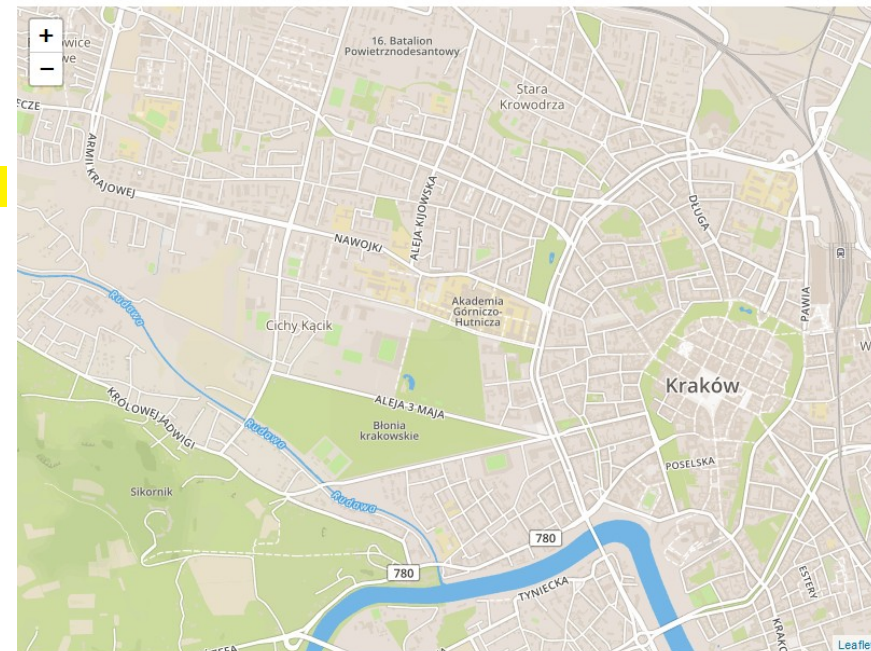 +
−
16. Batalion
Powietrznodesantowy
Stara
Krowodrza
ARMII KRAJOWEJ
ALEJA KIJOWSKA
DŁUGA
NAWOJKI
Rudawa
Akademia
Górniczo-
Hutnicza
PAWIA
Cichy Kącik
Kraków
KRÓLOWEJ JADWIGI
ALEJA 3 MAJA
Błonia
krakowskie
Rudawa
POSELSKA
Sikornik
Rudawa
780
780
TYNIECKA
ESTERY